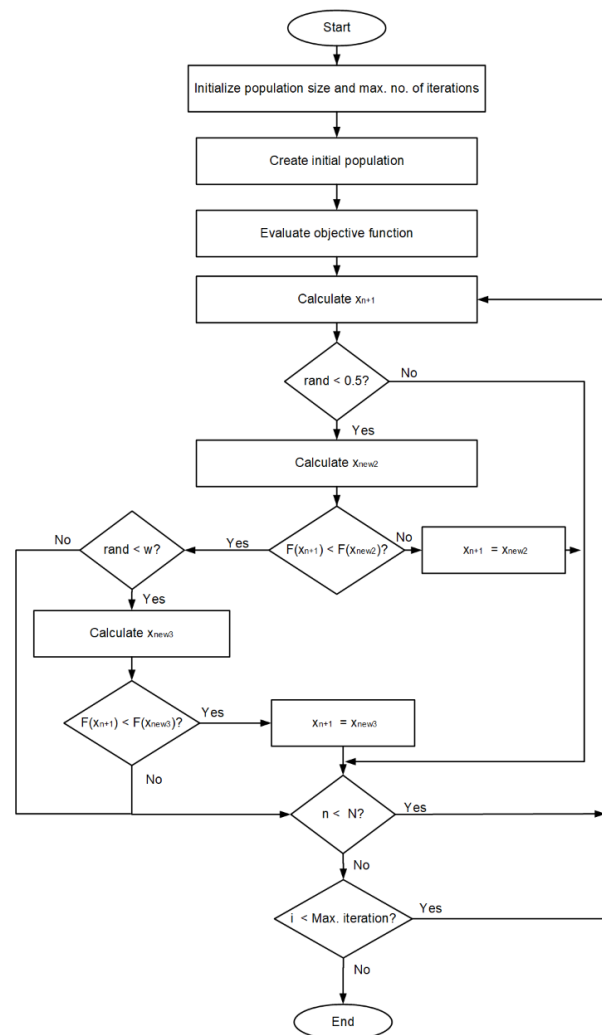 Start
Initialize population size and max. no. of iterations
Create initial population
Evaluate objective function
Calculate xn+1
rand < 0.5?
No
Yes
Calculate xnew2
No
rand < w?
Yes
F(xn+1) < F(xnew2)?
No
xn+1 = xnew2
Yes
Calculate xnew3
F(xn+1) < F(xnew3)?
Yes
xn+1 = xnew3
No
n < N?
Yes
No
i < Max. iteration?
Yes
No
End